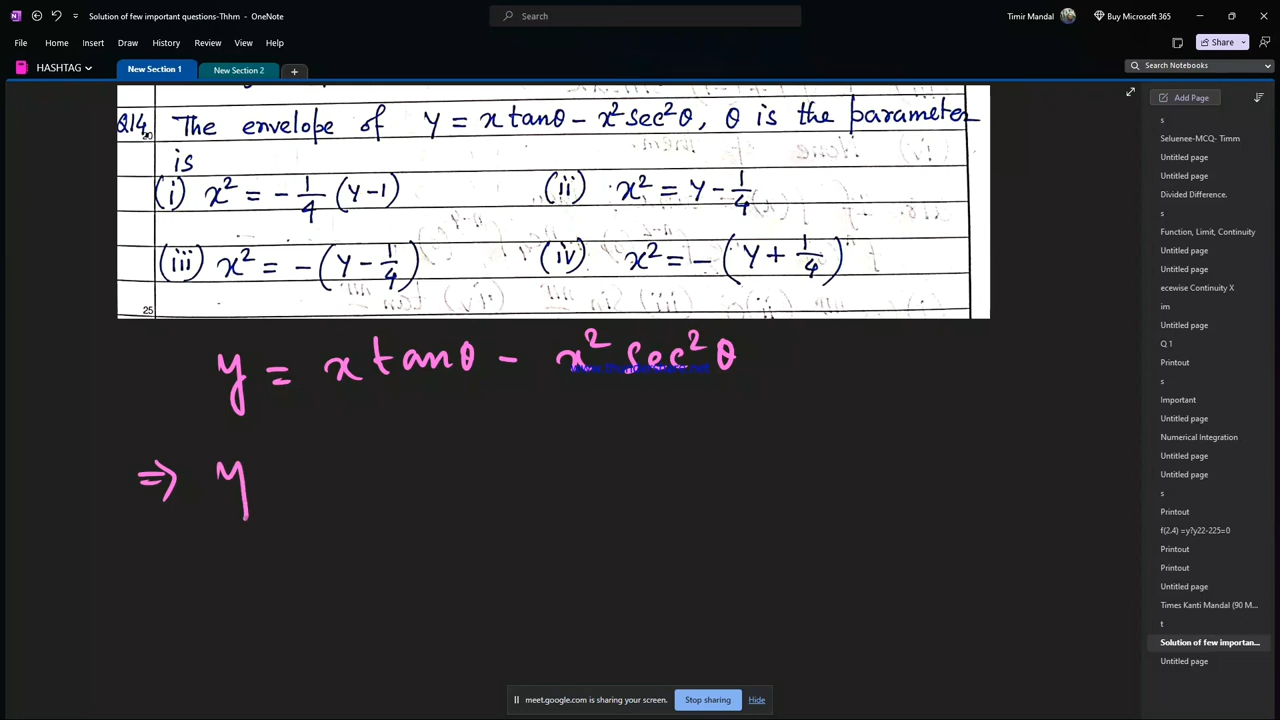 Solution of few important questions-Thhm - OneNote
Search
Timir Mandal
Buy Microsoft 365
File Home Insert Draw History Review View Help
Share
HASHTAG
New Section 1
New Section 2
+
Search Notebooks
Add Page
Q14. The envelope of y = x tanθ - x² sec²θ, θ is the parameter
20
is
(i) x² = - 1/4 (y-1)
(ii) x² = y - 1/4
(iii) x² = - (y - 1/4)
(iv) x² = - (y + 1/4)
25
y = x tanθ - x² sec²θ
⇒ y
s
Seluenee-MCQ- Timm
Untitled page
Untitled page
Divided Difference.
s
Function, Limit, Continuity
Untitled page
Untitled page
ecewise Continuity X
im
Untitled page
Q 1
Printout
s
Important
Untitled page
Numerical Integration
Untitled page
Untitled page
s
Printout
f(2.4) =y?y22-225=0
Printout
Printout
Untitled page
Times Kanti Mandal (90 M...
t
Solution of few importan...
Untitled page
meet.google.com is sharing your screen.
Stop sharing
Hide